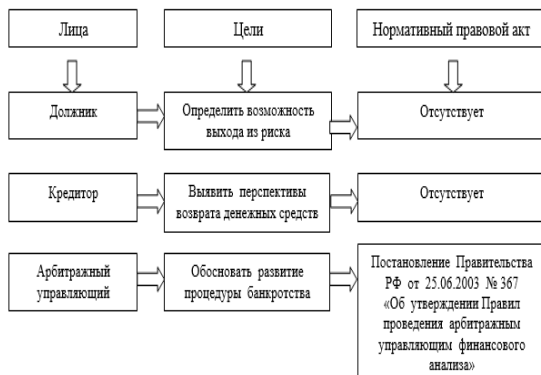 Лица
Цели
Нормативный правовой акт
Должник
Определить возможность
выхода из риска
Отсутствует
Кредитор
Выявить перспективы
возврата денежных средств
Отсутствует
Арбитражный
управляющий
Обосновать развитие
процедуры банкротства
Постановление Правительства
РФ от 25.06.2003 № 367
«Об утверждении Правил
проведения арбитражным
управляющим финансового
анализа»